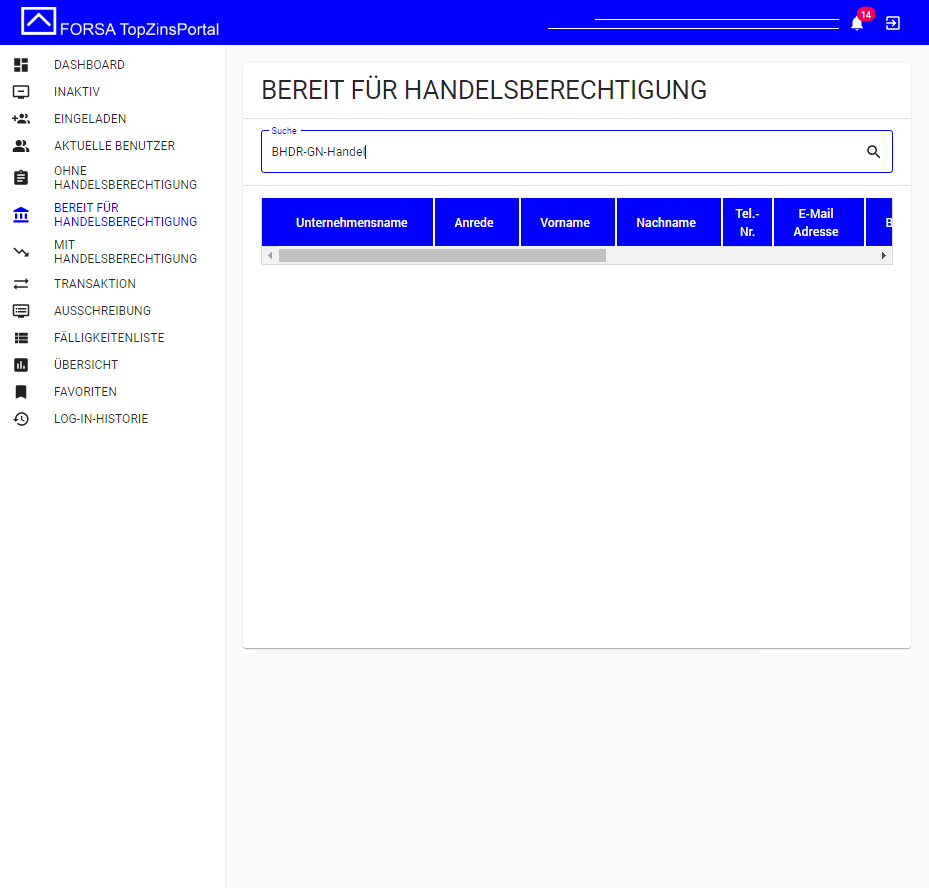 FORSA TopZinsPortal
14
DASHBOARD
INAKTIV
EINGELADEN
AKTUELLE BENUTZER
OHNE
HANDELSBERECHTIGUNG
BEREIT FÜR
HANDELSBERECHTIGUNG
MIT
HANDELSBERECHTIGUNG
TRANSAKTION
AUSSCHREIBUNG
FÄLLIGKEITENLISTE
ÜBERSICHT
FAVORITEN
LOG-IN-HISTORIE
BEREIT FÜR HANDELSBERECHTIGUNG
Suche
BHDR-GN-Handel
Unternehmensname Anrede Vorname Nachname Tel.-
Nr. E-Mail
Adresse B